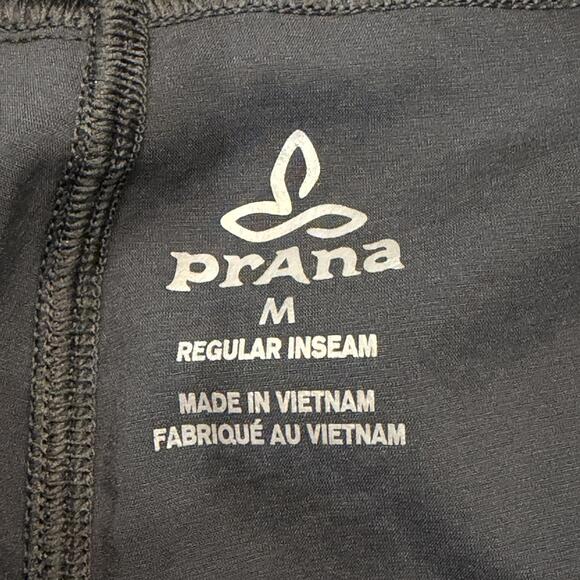 prAna
M
REGULAR INSEAM
MADE IN VIETNAM
FABRIQUÉ AU VIETNAM